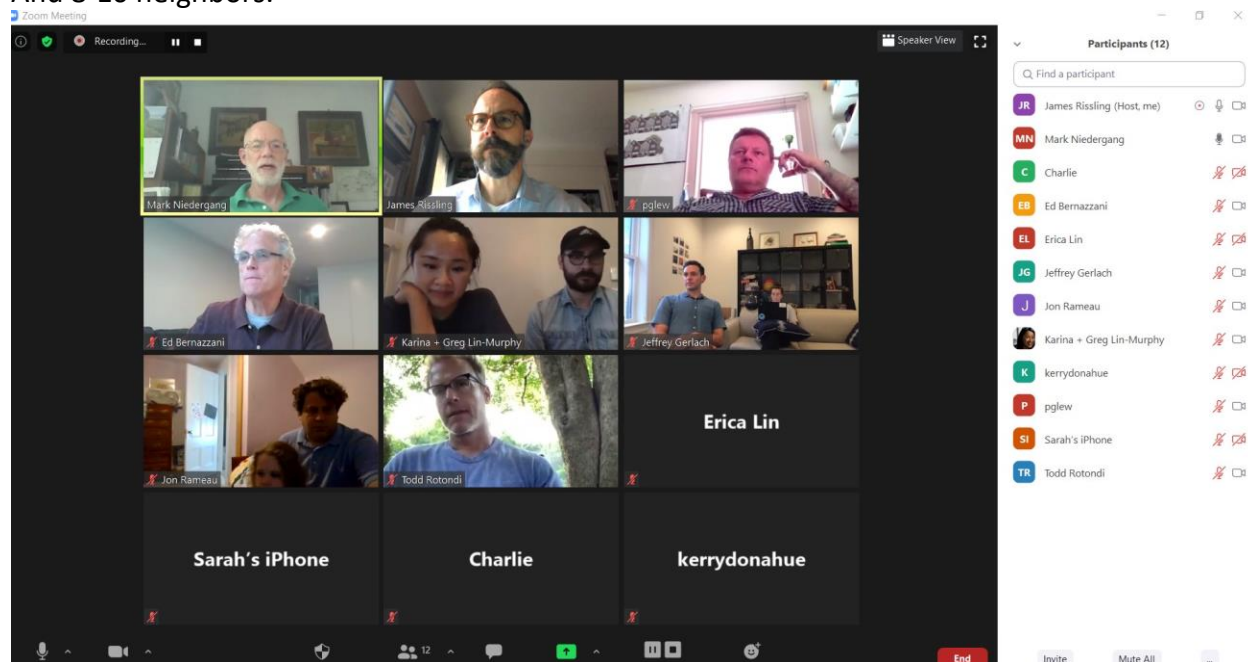 Zoom Meeting
Recording...
Speaker View
Participants (12)
Find a participant
JR James Rissling (Host, me)
MN Mark Niedergang
C Charlie
EB Ed Bernazzani
EL Erica Lin
JG Jeffrey Gerlach
J Jon Rameau
Karina + Greg Lin-Murphy
K kerrydonahue
P pglew
SI Sarah's iPhone
TR Todd Rotondi
Mark Niedergang
James Rissling
pglew
Ed Bernazzani
Karina + Greg Lin-Murphy
Jeffrey Gerlach
Jon Rameau
Todd Rotondi
Erica Lin
Sarah's iPhone
Charlie
kerrydonahue
12
End
Invite
Mute All
...